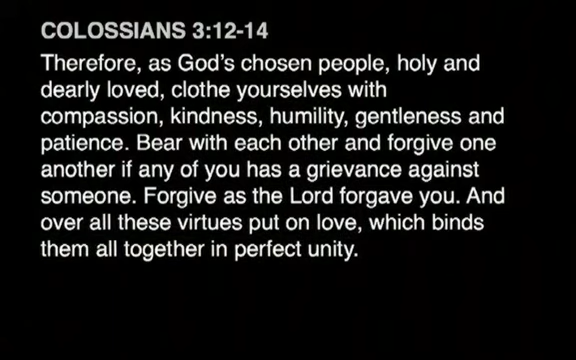 COLOSSIANS 3:12-14
Therefore, as God's chosen people, holy and
dearly loved, clothe yourselves with
compassion, kindness, humility, gentleness and
patience. Bear with each other and forgive one
another if any of you has a grievance against
someone. Forgive as the Lord forgave you. And
over all these virtues put on love, which binds
them all together in perfect unity.